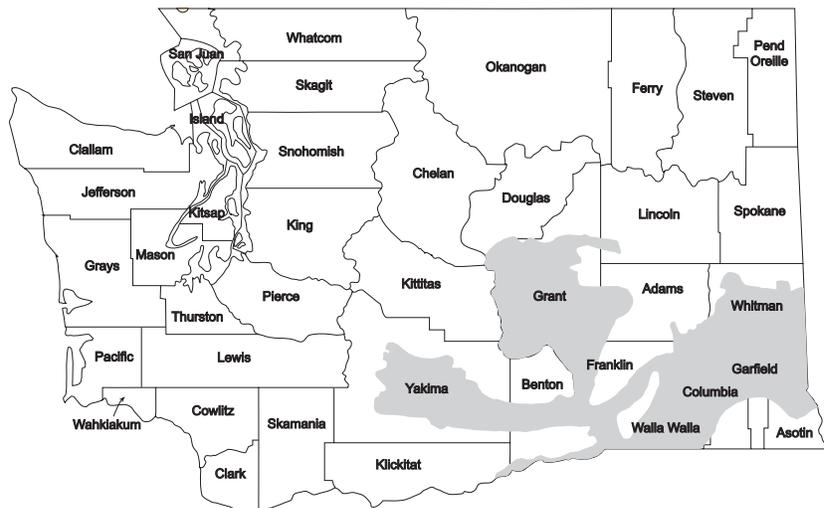 Whatcom
San Juan
Pend
Oreille
Okanogan
Skagit
Ferry
Steven
Island
Clallam
Snohomish
Chelan
Jefferson
Douglas
Kitsap
Lincoln
Spokane
King
Mason
Grays
Kittitas
Adams
Pierce
Grant
Whitman
Thurston
Pacific
Lewis
Franklin
Garfield
Yakima
Benton
Columbia
Cowlitz
Wahkiakum
Skamania
Walla Walla
Asotin
Klickitat
Clark